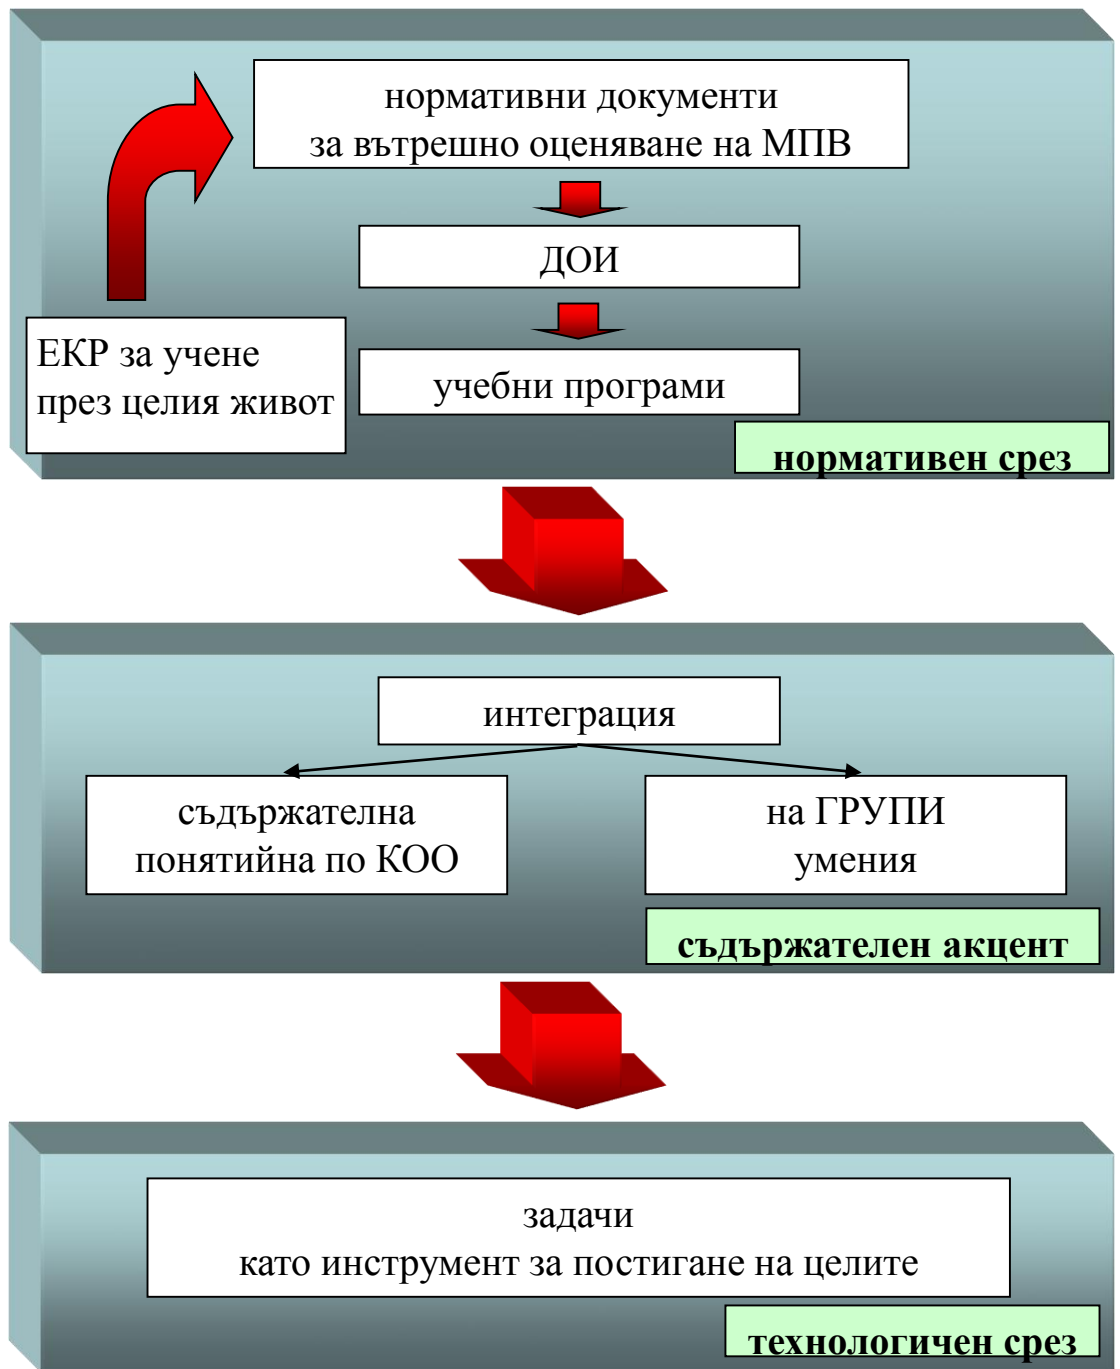 нормативни документи
за вътрешно оценяване на МПВ
ДОИ
ЕКР за учене
през целия живот
учебни програми
нормативен срез
интеграция
съдържателна
понятийна по КОО
на ГРУПИ
умения
съдържателен акцент
задачи
като инструмент за постигане на целите
технологичен срез